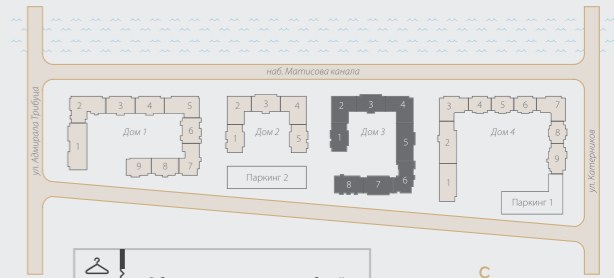 наб. Матисова канала
ул. Адмирала Трибуца
ул. Катерников
2 3 4 5
Дом 1
6
1
9 8 7
2 3 4
Дом 2
1 5
Паркинг 2
2 3 4
Дом 3
1
5
8 7 6
3 4 5 6 7
Дом 4
2
8
9
1
Паркинг 1
С